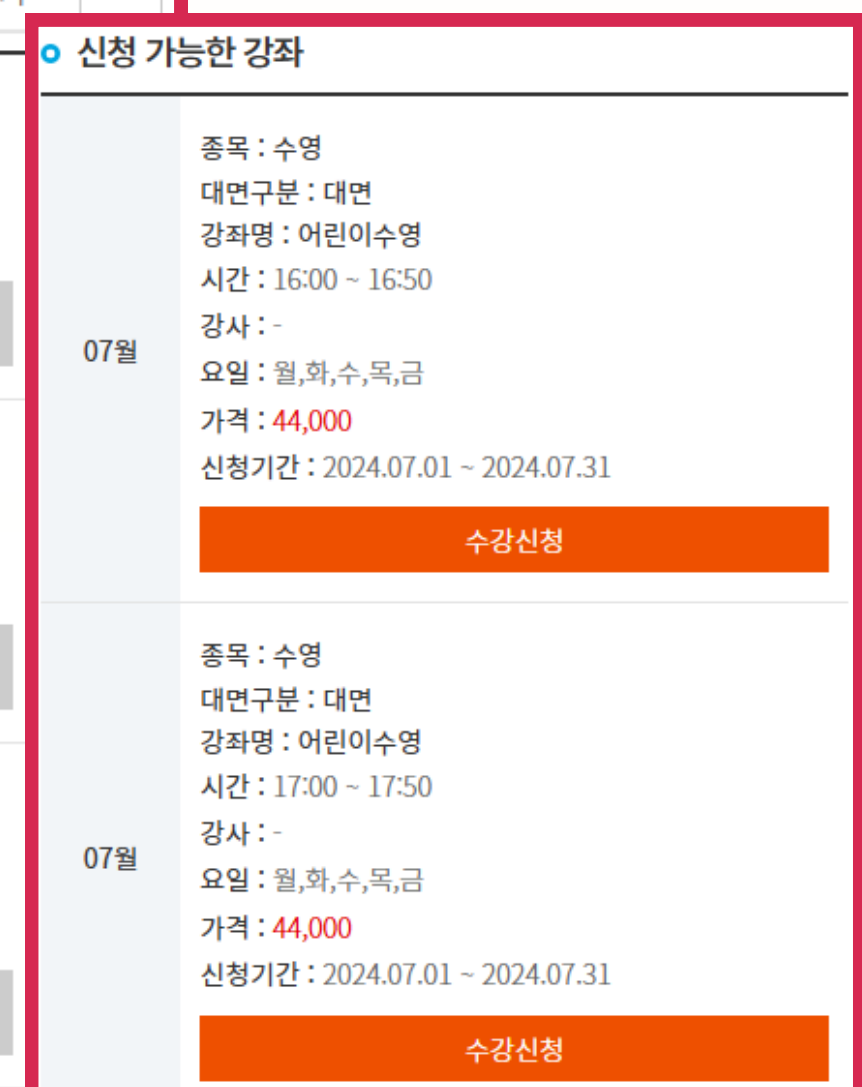 신청 가능한 강좌
07월
종목 : 수영
대면구분 : 대면
강좌명 : 어린이수영
시간 : 16:00 ~ 16:50
강사 : -
요일 : 월,화,수,목,금
가격 : 44,000
신청기간 : 2024.07.01 ~ 2024.07.31
수강신청
07월
종목 : 수영
대면구분 : 대면
강좌명 : 어린이수영
시간 : 17:00 ~ 17:50
강사 : -
요일 : 월,화,수,목,금
가격 : 44,000
신청기간 : 2024.07.01 ~ 2024.07.31
수강신청